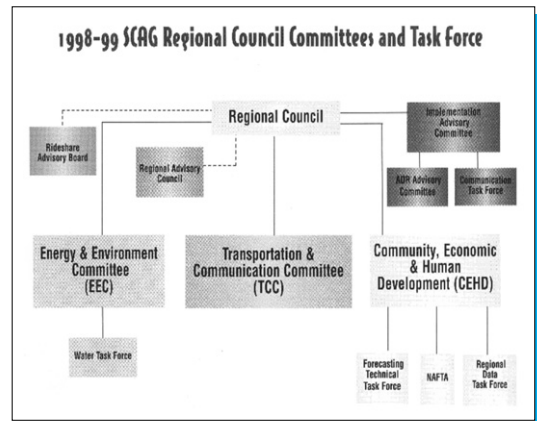 1998-99 SCAG Regional Council Committees and Task Force
Regional Council
Implementation
Advisory
Committee
Rideshare
Advisory Board
Regional Advisory
Council
ADR Advisory
Committee
Communication
Task Force
Energy & Environment
Committee
(EEC)
Transportation &
Communication Committee
(TCC)
Community, Economic
& Human
Development (CEHD)
Water Task Force
Forecasting
Technical
Task Force
NAFTA
Regional
Data
Task Force